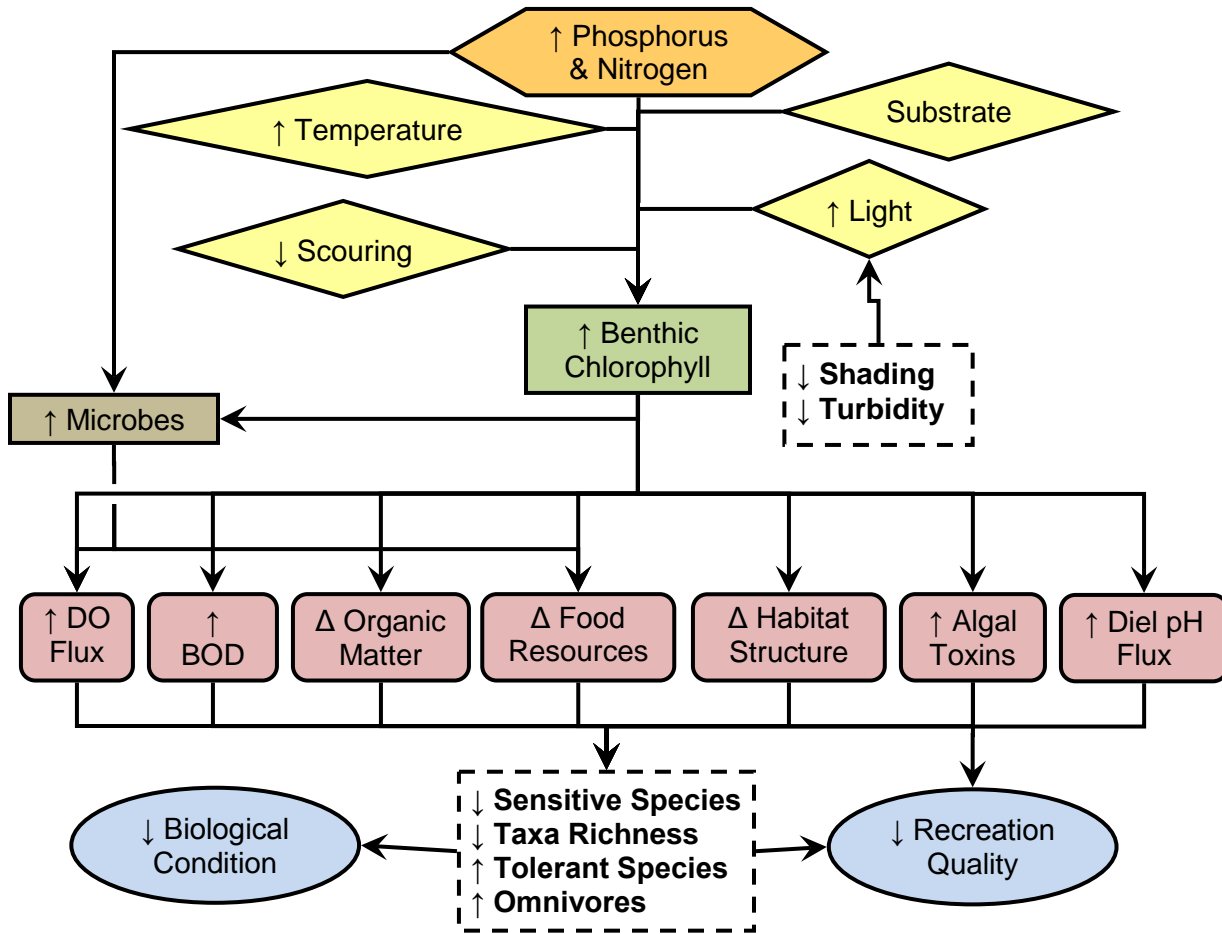 ↑ Phosphorus
& Nitrogen
↑ Temperature
Substrate
↑ Light
↓ Scouring
↑ Benthic
Chlorophyll
↓ Shading
↓ Turbidity
↑ Microbes
↑ DO
Flux
↑
BOD
Δ Organic
Matter
Δ Food
Resources
Δ Habitat
Structure
↑ Algal
Toxins
↑ Diel pH
Flux
↓ Biological
Condition
↓ Sensitive Species
↓ Taxa Richness
↑ Tolerant Species
↑ Omnivores
↓ Recreation
Quality